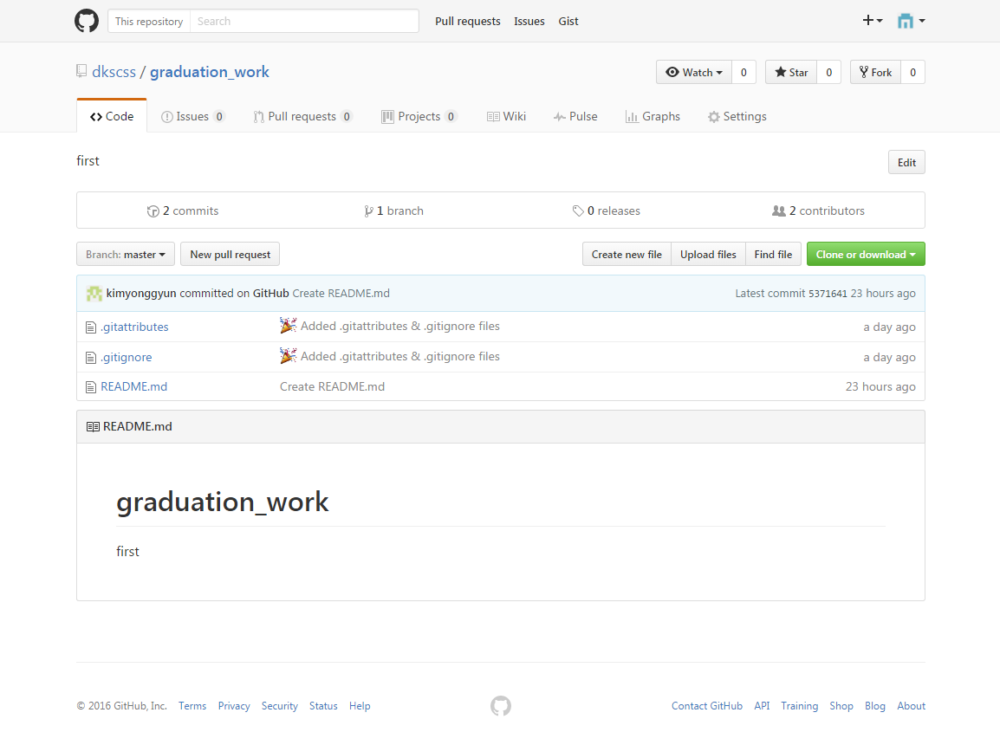 This repository Search Pull requests Issues Gist
dkscss / graduation_work Watch 0 Star 0 Fork 0
Code Issues 0 Pull requests 0 Projects 0 Wiki Pulse Graphs Settings
first Edit
2 commits 1 branch 0 releases 2 contributors
Branch: master New pull request Create new file Upload files Find file Clone or download
kimyonggyun committed on GitHub Create README.md Latest commit 5371641 23 hours ago
.gitattributes Added .gitattributes & .gitignore files a day ago
.gitignore Added .gitattributes & .gitignore files a day ago
README.md Create README.md 23 hours ago
README.md
graduation_work
first
© 2016 GitHub, Inc. Terms Privacy Security Status Help Contact GitHub API Training Shop Blog About